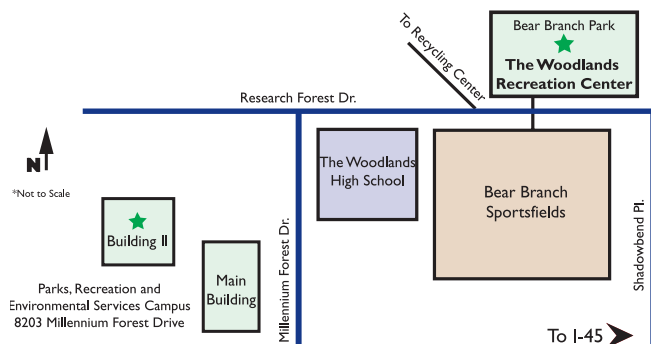 Bear Branch Park
The Woodlands
Recreation Center
To Recycling Center
Research Forest Dr.
N
*Not to Scale
The Woodlands
High School
Bear Branch
Sportsfields
Building II
Main
Building
Parks, Recreation and
Environmental Services Campus
8203 Millennium Forest Drive
Millennium Forest Dr.
Shadowbend Pl.
To I-45